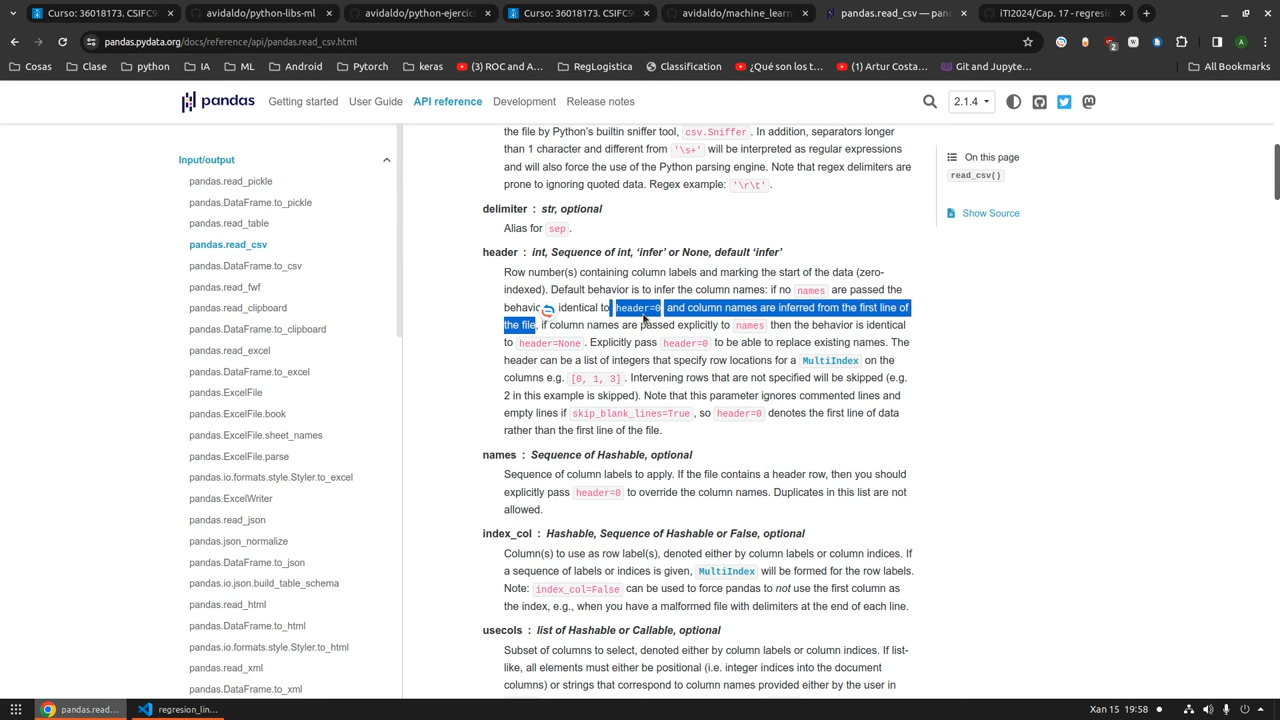 Curso: 36018173. CSIFC9
avidaldo/python-libs-ml
avidaldo/python-ejercici
Curso: 36018173. CSIFC9
avidaldo/machine_learn
pandas.read_csv — pan
iTI2024/Cap. 17 - regresi
pandas.pydata.org/docs/reference/api/pandas.read_csv.html
Cosas
Clase
python
IA
ML
Android
Pytorch
keras
(3) ROC and A...
RegLogistica
Classification
¿Qué son los t...
(1) Artur Costa...
Git and Jupyte...
All Bookmarks
pandas
Getting started
User Guide
API reference
Development
Release notes
2.1.4
Input/output
pandas.read_pickle
pandas.DataFrame.to_pickle
pandas.read_table
pandas.read_csv
pandas.DataFrame.to_csv
pandas.read_fwf
pandas.read_clipboard
pandas.DataFrame.to_clipboard
pandas.read_excel
pandas.DataFrame.to_excel
pandas.ExcelFile
pandas.ExcelFile.book
pandas.ExcelFile.sheet_names
pandas.ExcelFile.parse
pandas.io.formats.style.Styler.to_excel
pandas.ExcelWriter
pandas.read_json
pandas.json_normalize
pandas.DataFrame.to_json
pandas.io.json.build_table_schema
pandas.read_html
pandas.DataFrame.to_html
pandas.io.formats.style.Styler.to_html
pandas.read_xml
pandas.DataFrame.to_xml
the file by Python's builtin sniffer tool, csv.Sniffer. In addition, separators longer
than 1 character and different from '\s+' will be interpreted as regular expressions
and will also force the use of the Python parsing engine. Note that regex delimiters are
prone to ignoring quoted data. Regex example: '\r\t'.
delimiter : str, optional
Alias for sep.
header : int, Sequence of int, ‘infer’ or None, default ‘infer’
Row number(s) containing column labels and marking the start of the data (zero-
indexed). Default behavior is to infer the column names: if no names are passed the
behavio identical to header=0 and column names are inferred from the first line of
the file, if column names are passed explicitly to names then the behavior is identical
to header=None. Explicitly pass header=0 to be able to replace existing names. The
header can be a list of integers that specify row locations for a MultiIndex on the
columns e.g. [0, 1, 3]. Intervening rows that are not specified will be skipped (e.g.
2 in this example is skipped). Note that this parameter ignores commented lines and
empty lines if skip_blank_lines=True, so header=0 denotes the first line of data
rather than the first line of the file.
names : Sequence of Hashable, optional
Sequence of column labels to apply. If the file contains a header row, then you should
explicitly pass header=0 to override the column names. Duplicates in this list are not
allowed.
index_col : Hashable, Sequence of Hashable or False, optional
Column(s) to use as row label(s), denoted either by column labels or column indices. If
a sequence of labels or indices is given, MultiIndex will be formed for the row labels.
Note: index_col=False can be used to force pandas to not use the first column as
the index, e.g., when you have a malformed file with delimiters at the end of each line.
usecols : list of Hashable or Callable, optional
Subset of columns to select, denoted either by column labels or column indices. If list-
like, all elements must either be positional (i.e. integer indices into the document
columns) or strings that correspond to column names provided either by the user in
On this page
read_csv()
Show Source
pandas.read...
regresion_lin...
Xan 15 19:58